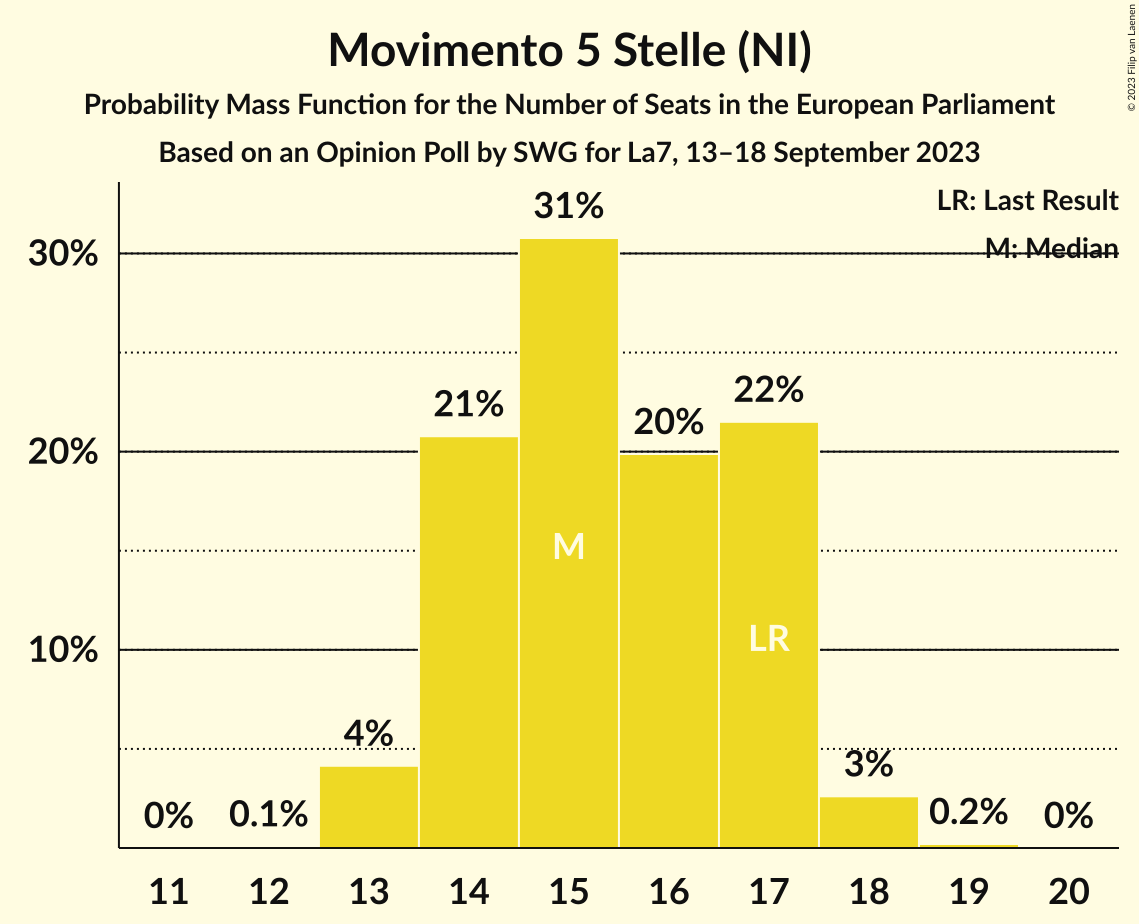 Movimento 5 Stelle (NI)
Probability Mass Function for the Number of Seats in the European Parliament
Based on an Opinion Poll by SWG for La7, 13–18 September 2023
© 2023 Filip van Laenen
LR: Last Result
M: Median
30%
20%
10%
0%
0.1%
4%
21%
31%
20%
22%
3%
0.2%
0%
M
LR
11 12 13 14 15 16 17 18 19 20